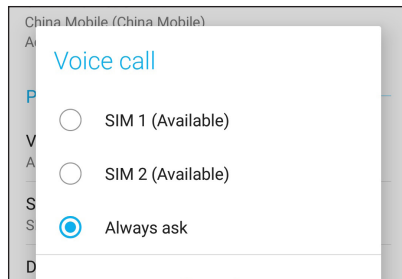 China Mobile (China Mobile)
Voice call
SIM 1 (Available)
SIM 2 (Available)
Always ask